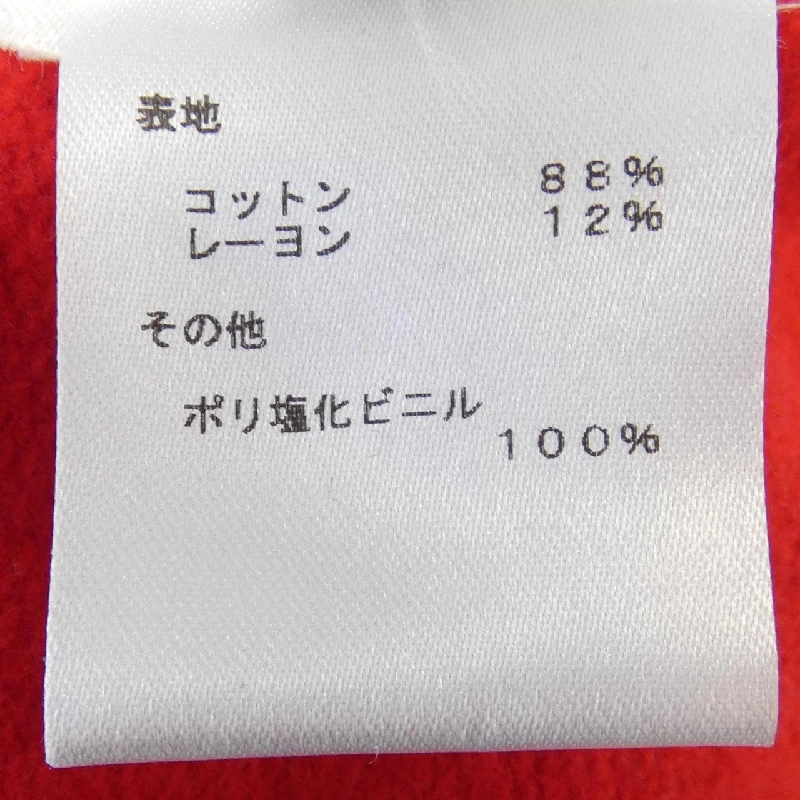 表地
コットン ８８％
レーヨン １２％
その他
ポリ塩化ビニル
１００％